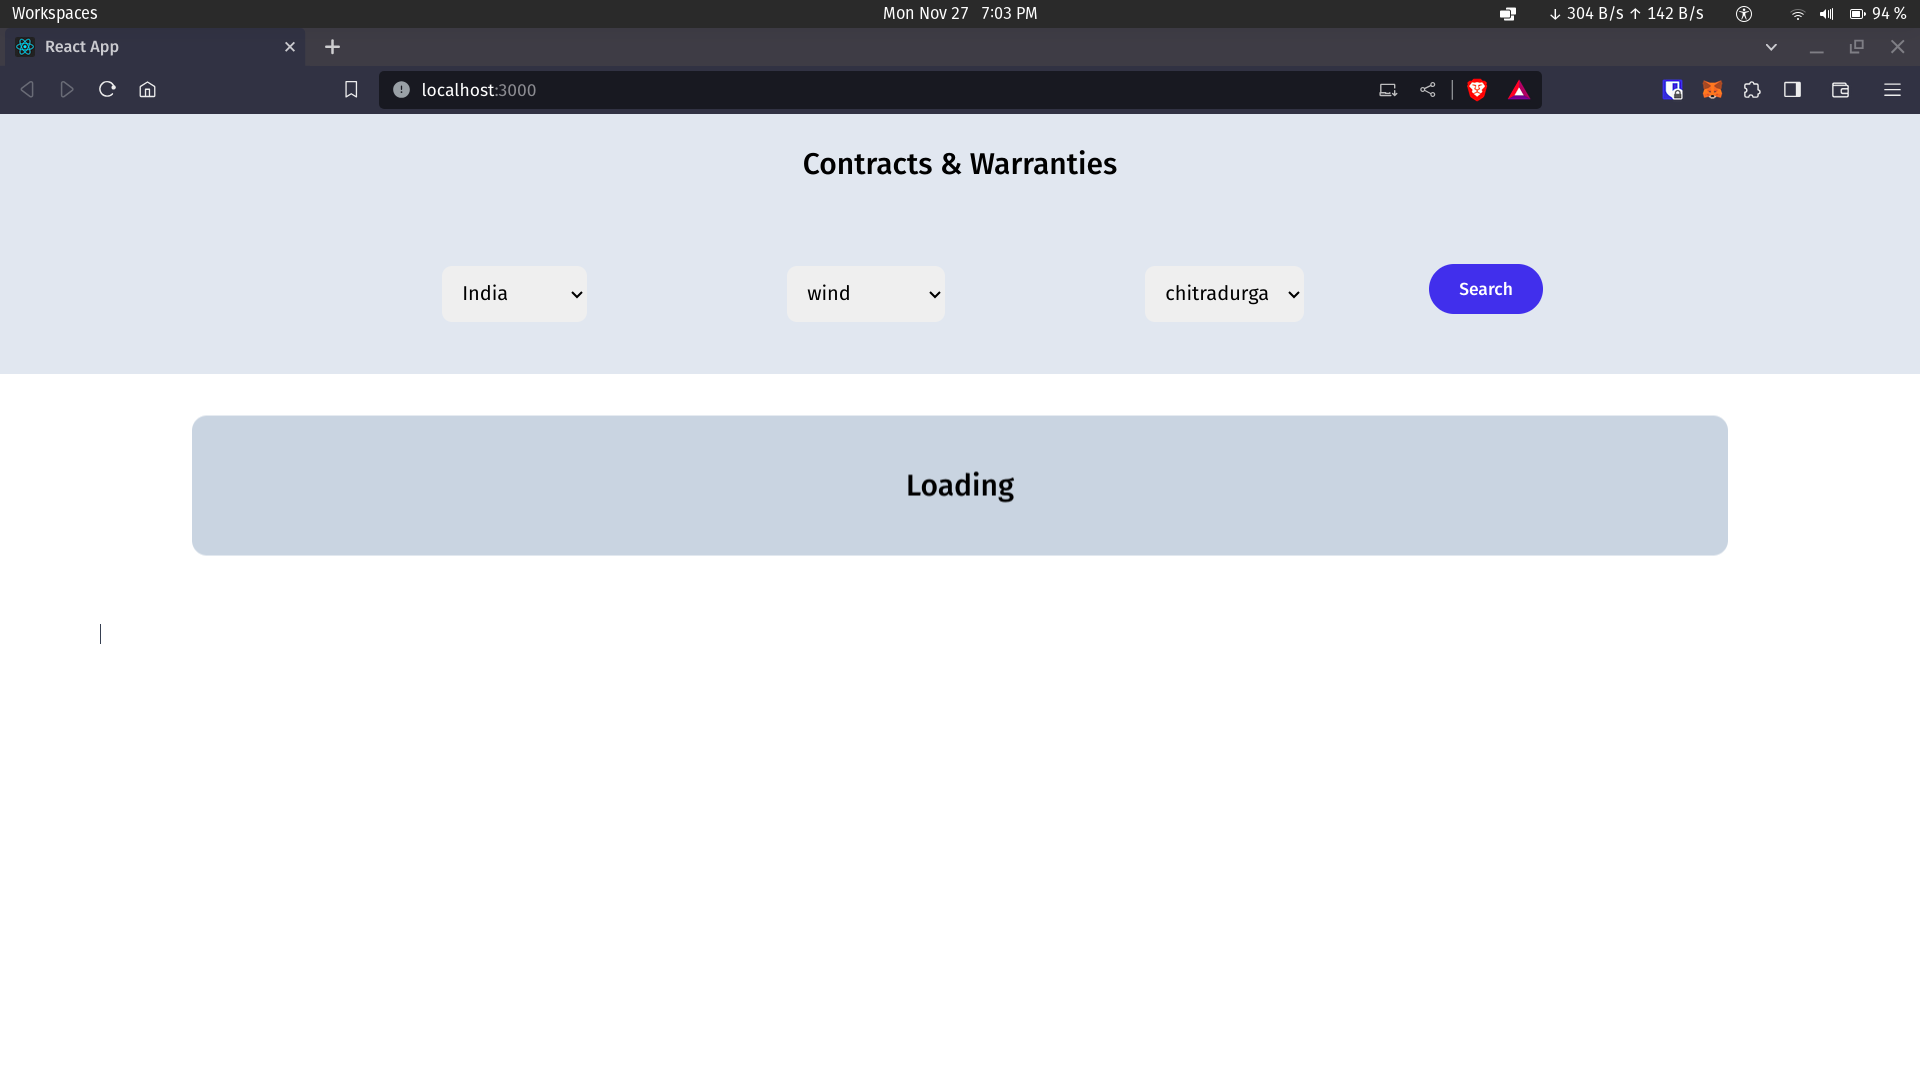 Workspaces
Mon Nov 27 7:03 PM
↓ 304 B/s ↑ 142 B/s
94 %
React App
localhost:3000
Contracts & Warranties
India
wind
chitradurga
Search
Loading